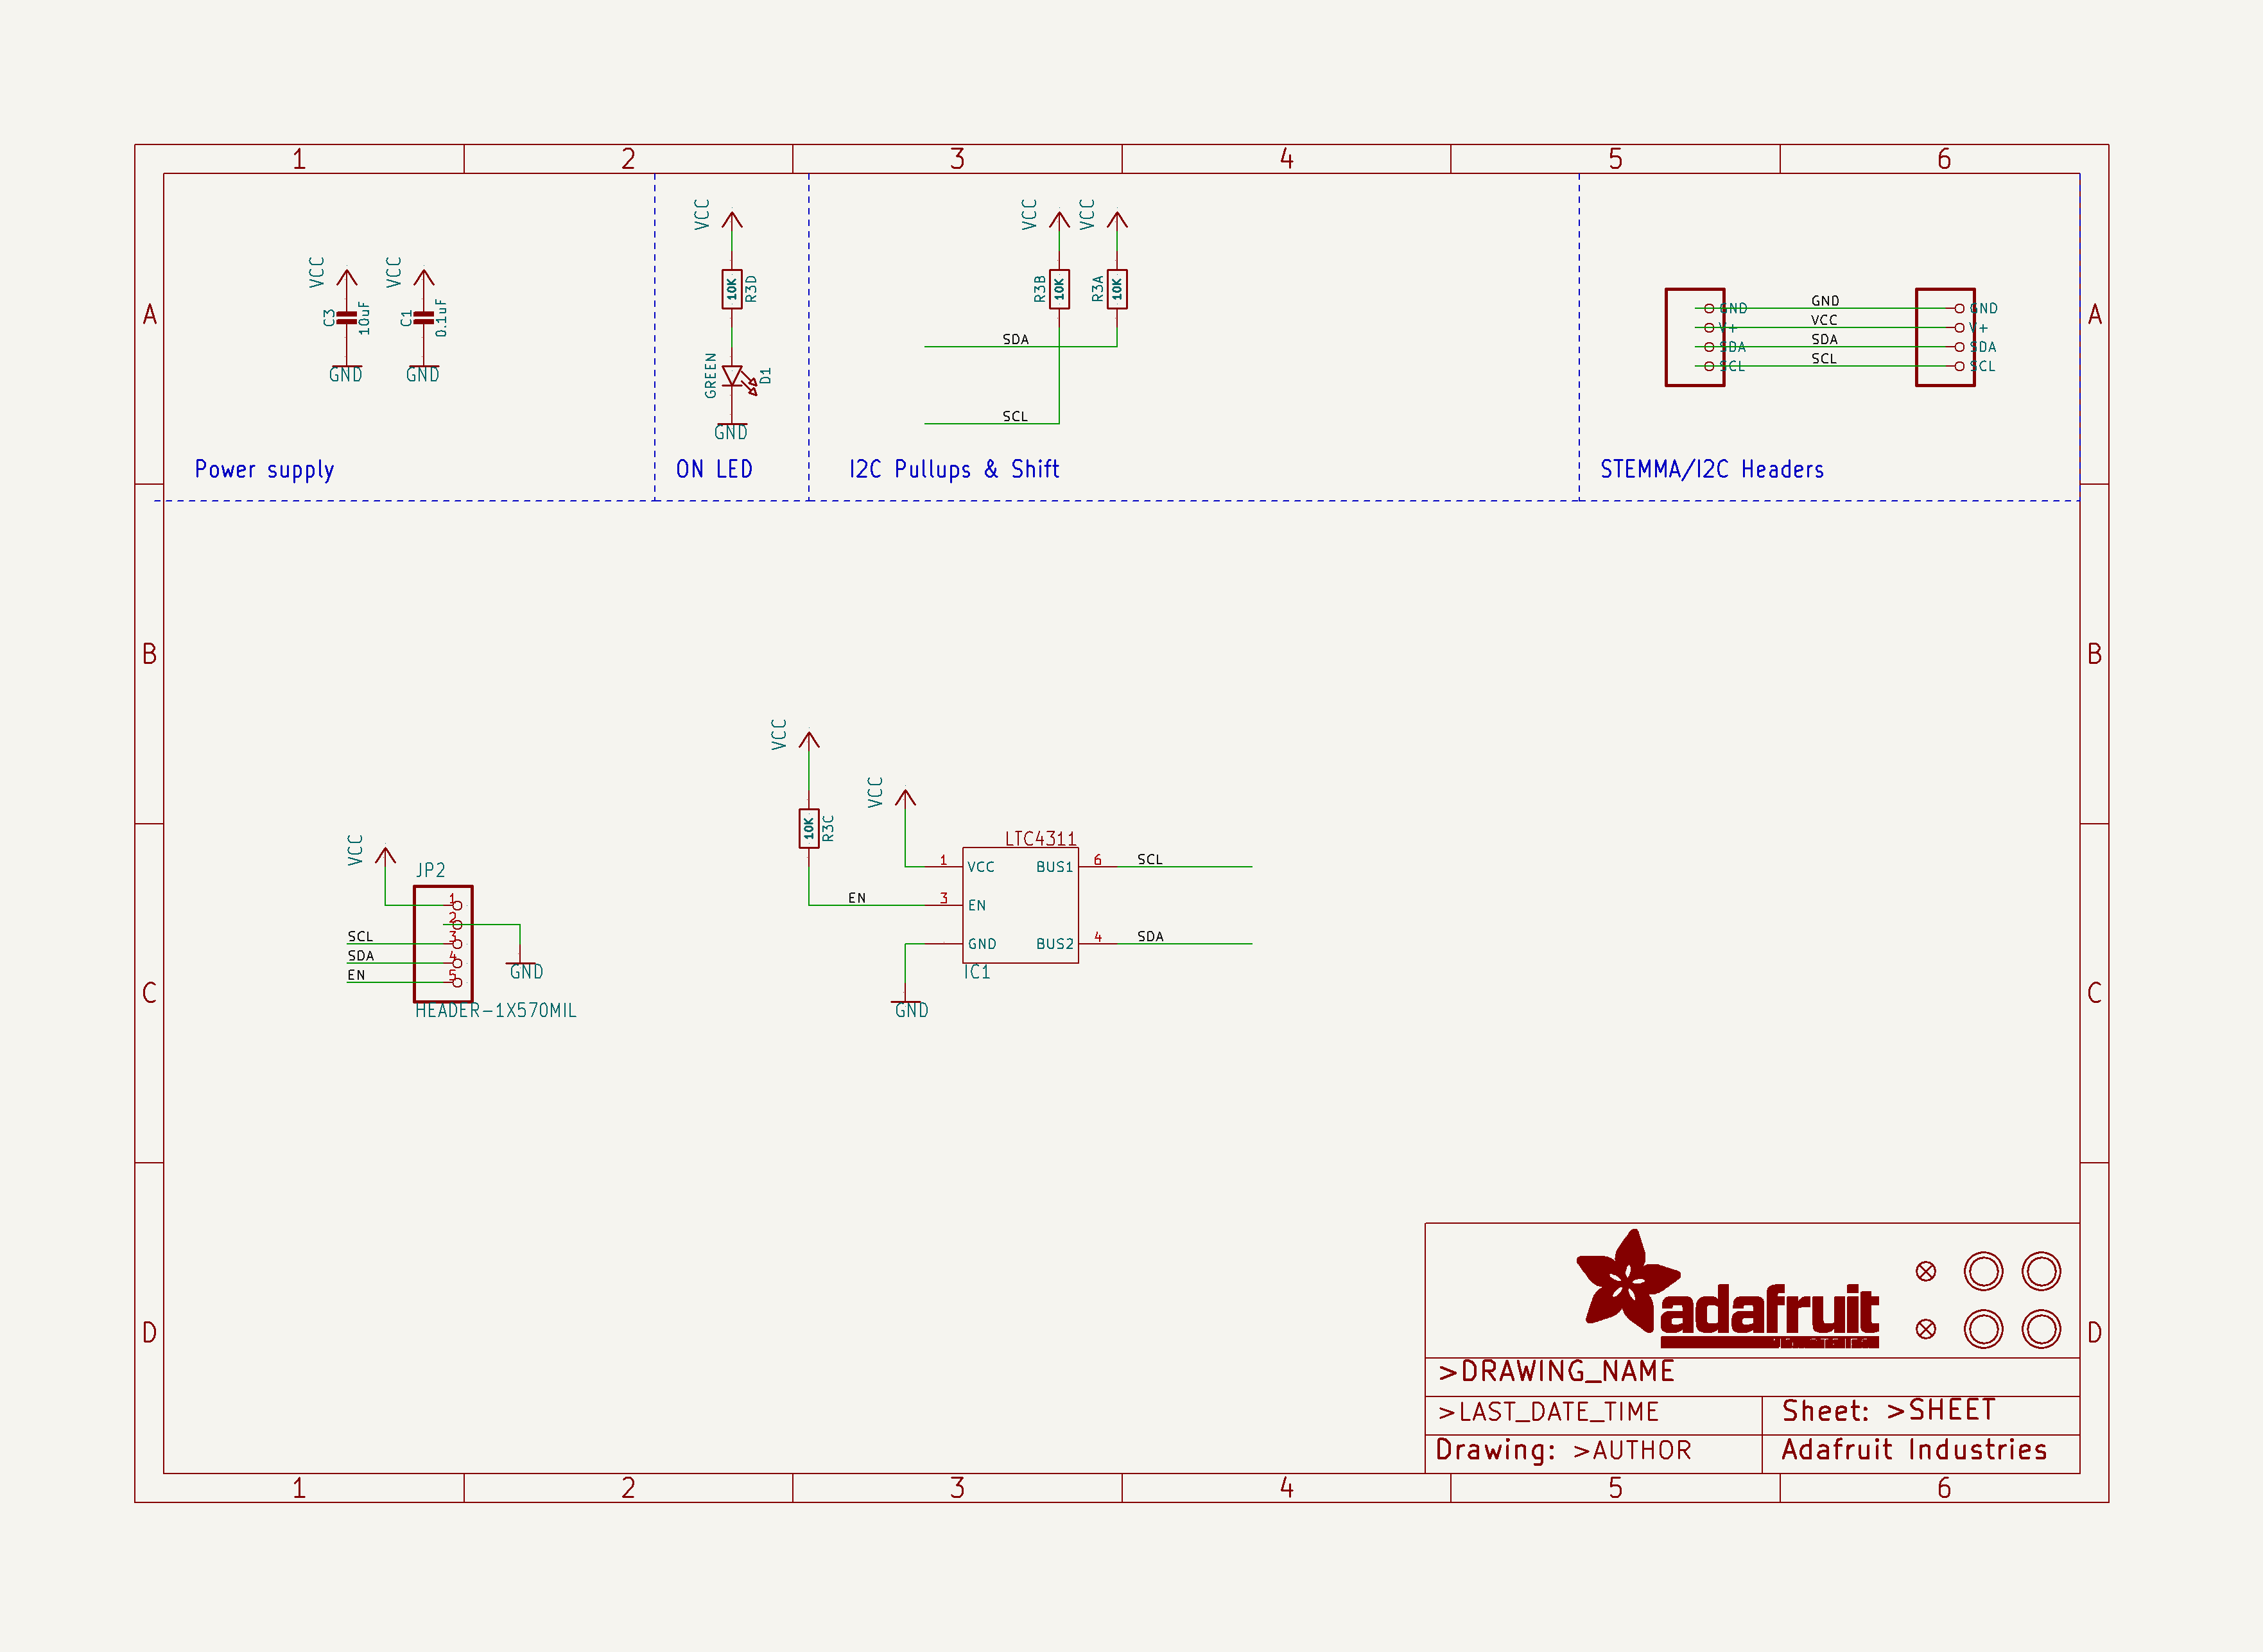 1 2 3 4 5 6
A
A
VCC
VCC
C3
10uF
C1
0.1uF
GND
GND
Power supply
VCC
10K
R3D
GREEN
D1
GND
ON LED
VCC
VCC
R3B
10K
R3A
10K
SDA
SCL
I2C Pullups & Shift
GND
V+
SDA
SCL
GND
VCC
SDA
SCL
GND
V+
SDA
SCL
STEMMA/I2C Headers
B
B
VCC
JP2
1
2
3
4
5
SCL
SDA
EN
GND
HEADER-1X570MIL
VCC
10K
R3C
EN
VCC
LTC4311
1 VCC
3 EN
GND
BUS1 6 SCL
BUS2 4 SDA
IC1
GND
C
C
D
D
adafruit
>DRAWING_NAME
>LAST_DATE_TIME
Sheet: >SHEET
Drawing: >AUTHOR
Adafruit Industries
1 2 3 4 5 6